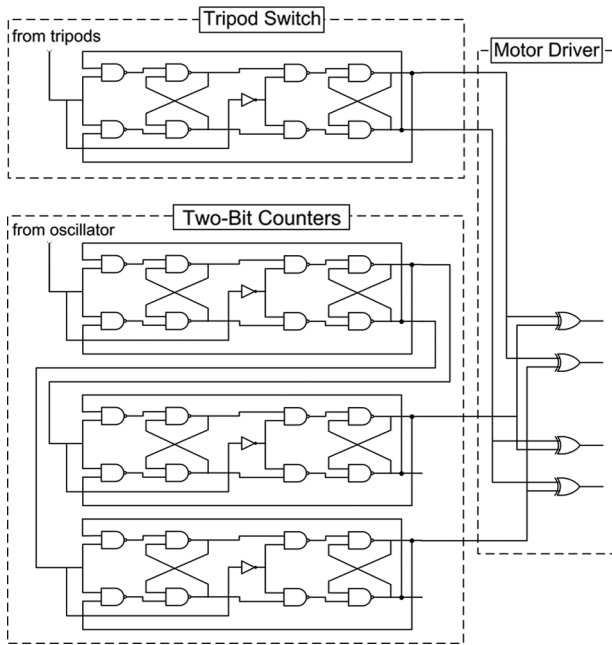 Tripod Switch
from tripods
Motor Driver
Two-Bit Counters
from oscillator